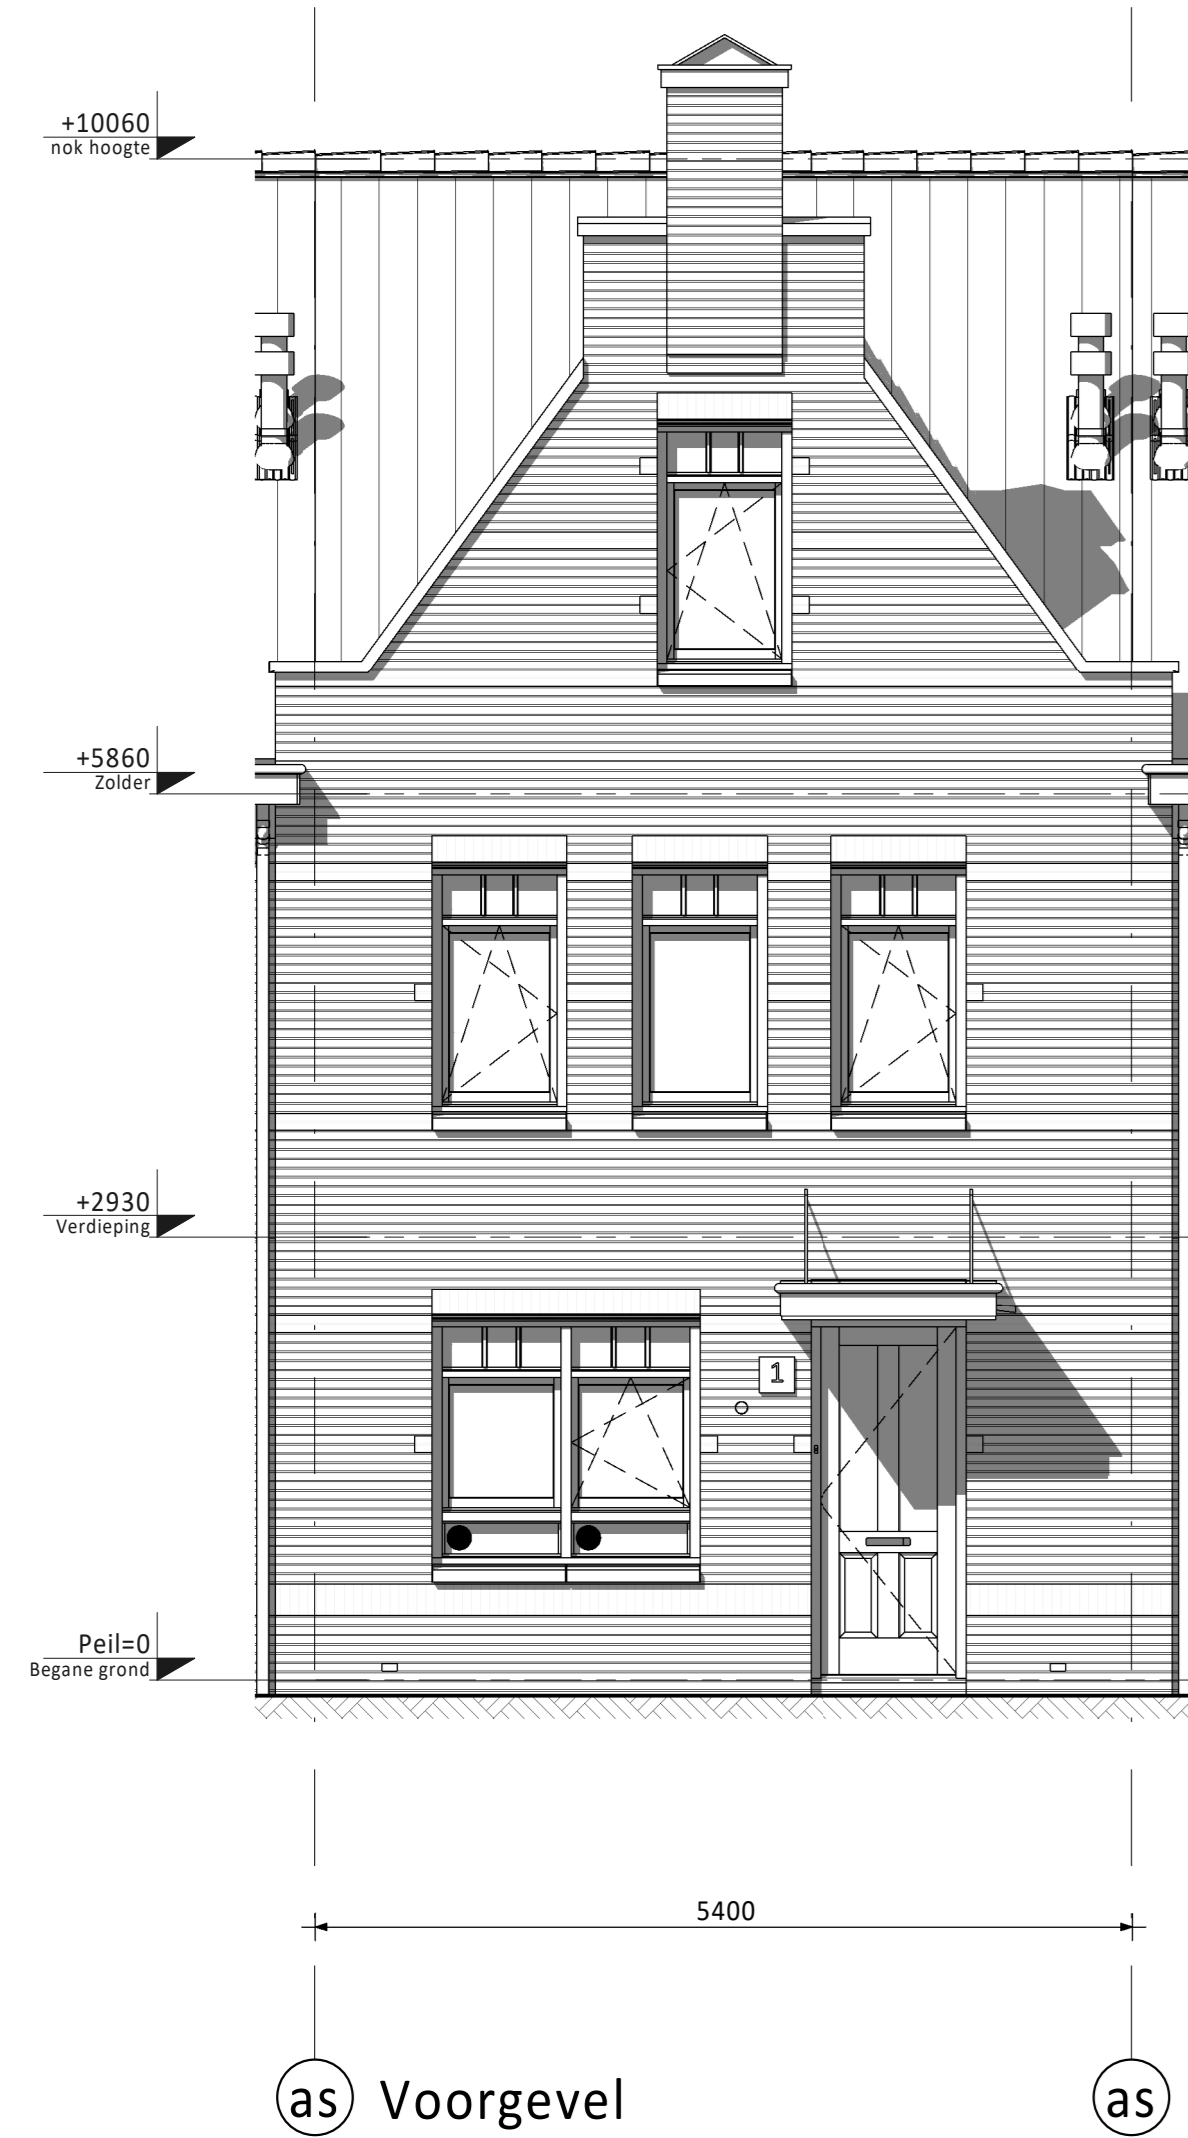 +10060
nok hoogte
+5860
Zolder
+2930
Verdieping
1
Peil=0
Begane grond
5400
as Voorgevel as